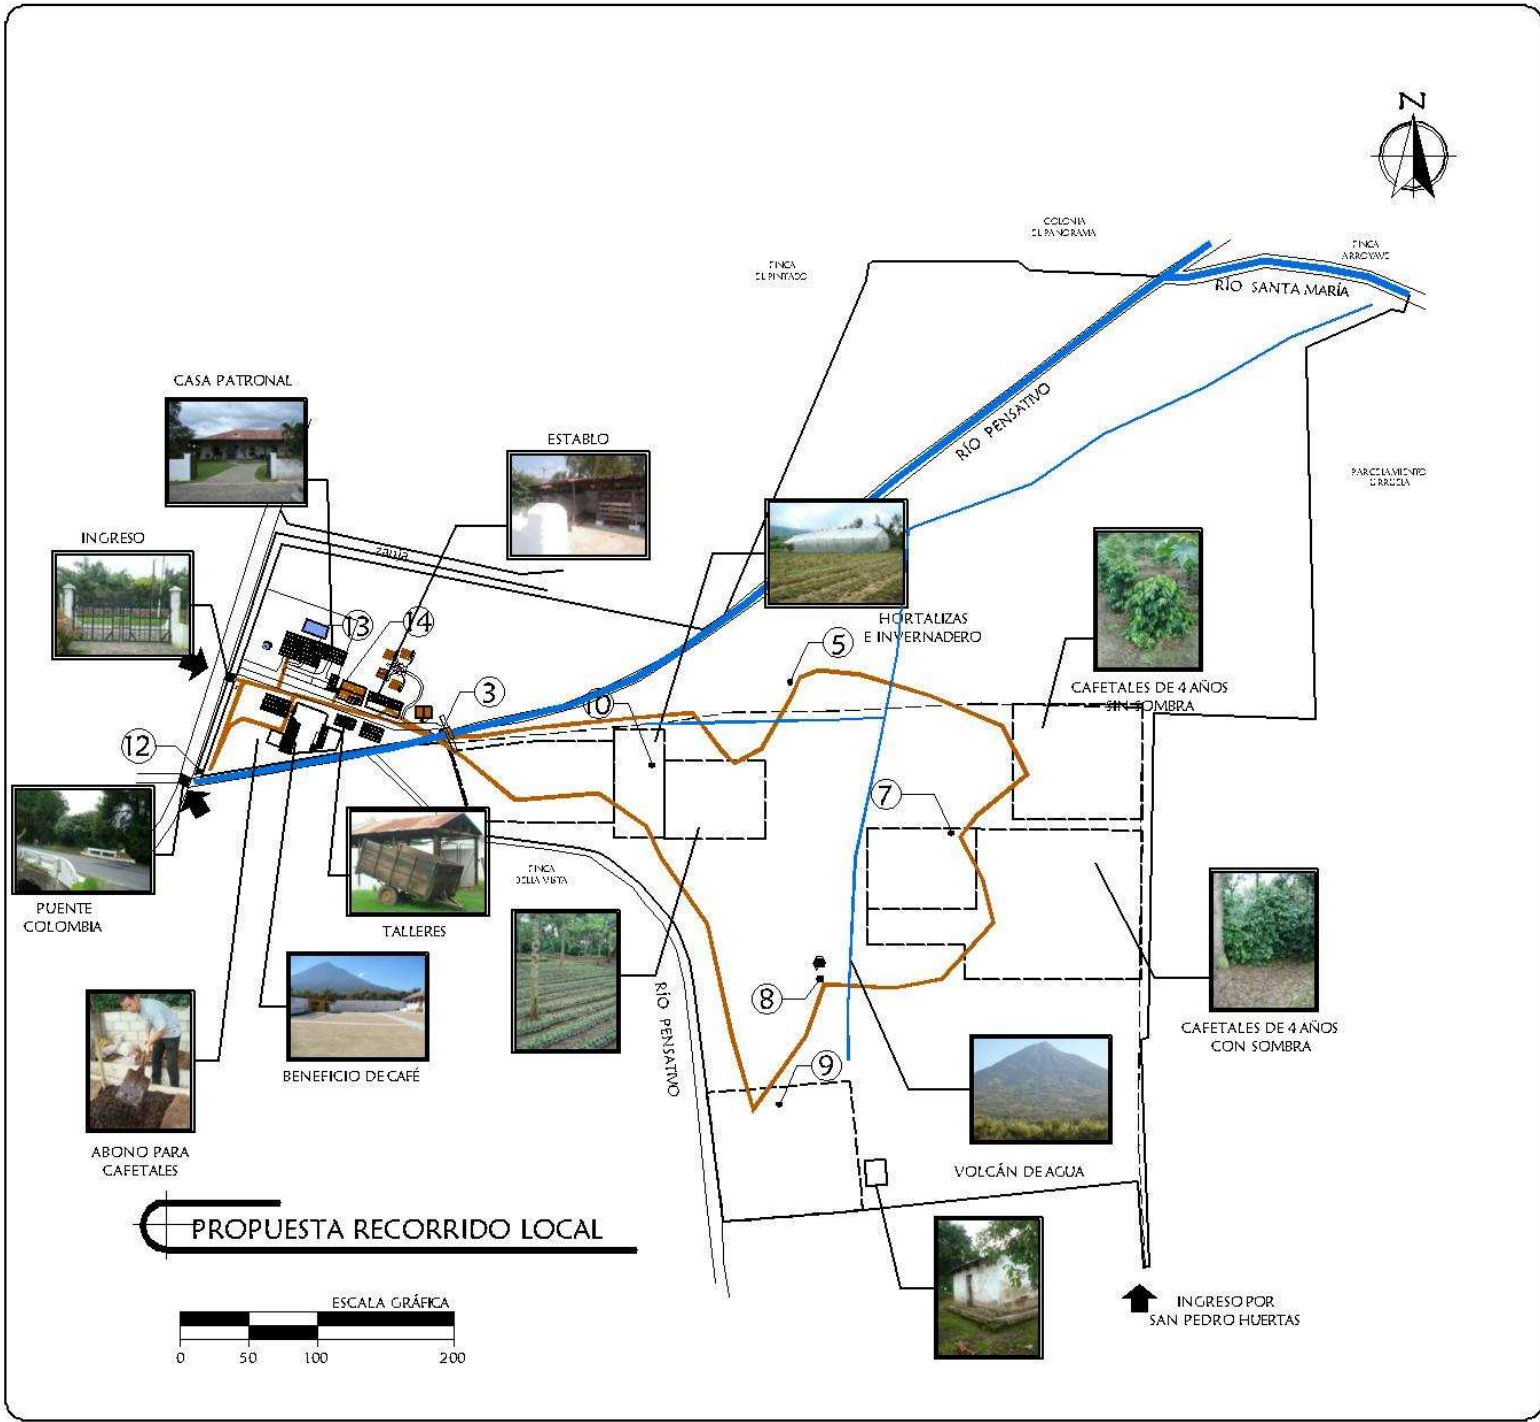 N
COLONIA
EL PANORAMA
FINCA
ARROYAVE
FINCA
EL PINTADO
RÍO SANTA MARÍA
CASA PATRONAL
RÍO PENSATIVO
ESTABLO
PARCELAMIENTO
INGRESO
zanja
HORTALIZAS
E INVERNADERO
13
14
5
3
10
CAFETALES DE 4 AÑOS
SIN SOMBRA
12
7
FINCA
BELLA VISTA
PUENTE
COLOMBIA
TALLERES
8
RÍO PENSATIVO
CAFETALES DE 4 AÑOS
CON SOMBRA
BENEFICIO DE CAFÉ
9
ABONO PARA
CAFETALES
VOLCÁN DE AGUA
PROPUESTA RECORRIDO LOCAL
ESCALA GRÁFICA
0 50 100 200
INGRESO POR
SAN PEDRO HUERTAS